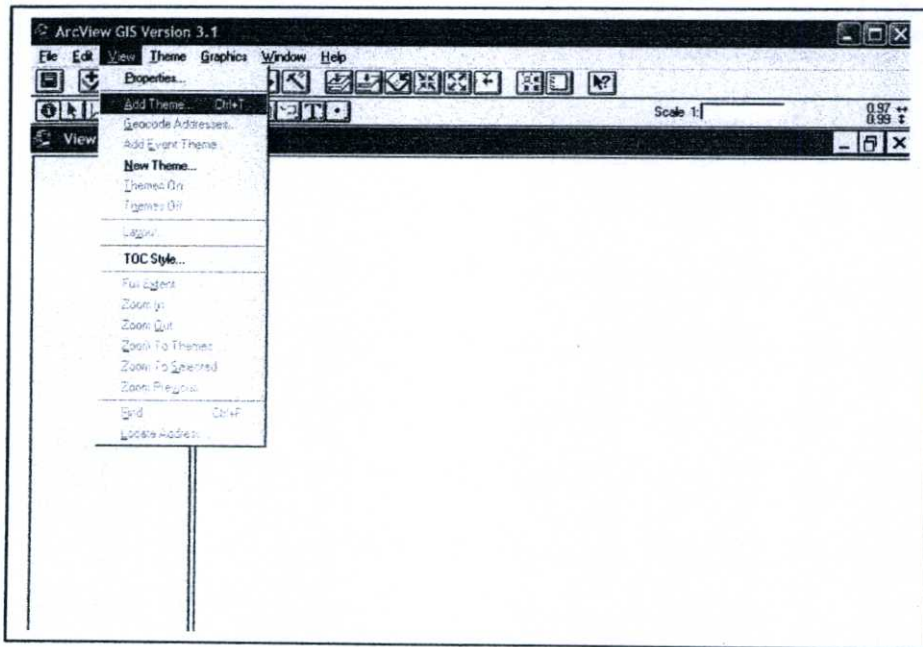 ArcView GIS Version 3.1
File Edit View Theme Graphics Window Help
Properties...
Add Theme... Ctrl+T
Scale 1:
0.97
0.99
Geocode Addresses...
View
Add Event Theme...
New Theme...
Themes On
Themes Off
Layout...
TOC Style...
Full Extent
Zoom In
Zoom Out
Zoom To Themes
Zoom To Selected
Zoom Previous
Find Ctrl+F
Locate Address...